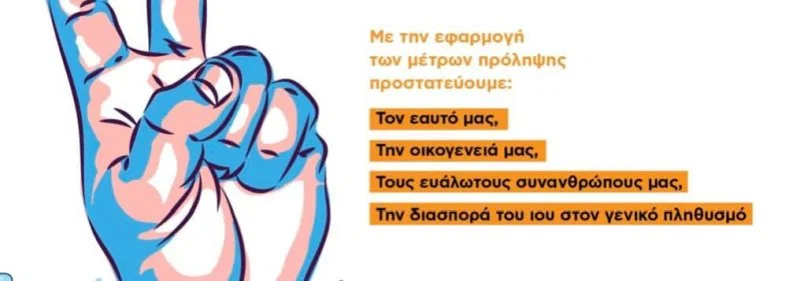 Με την εφαρμογή
των μέτρων πρόληψης
προστατεύουμε:
Τον εαυτό μας,
Την οικογενειά μας,
Τους ευάλωτους συνανθρώπους μας,
Την διασπορά του ιου στον γενικό πληθυσμό